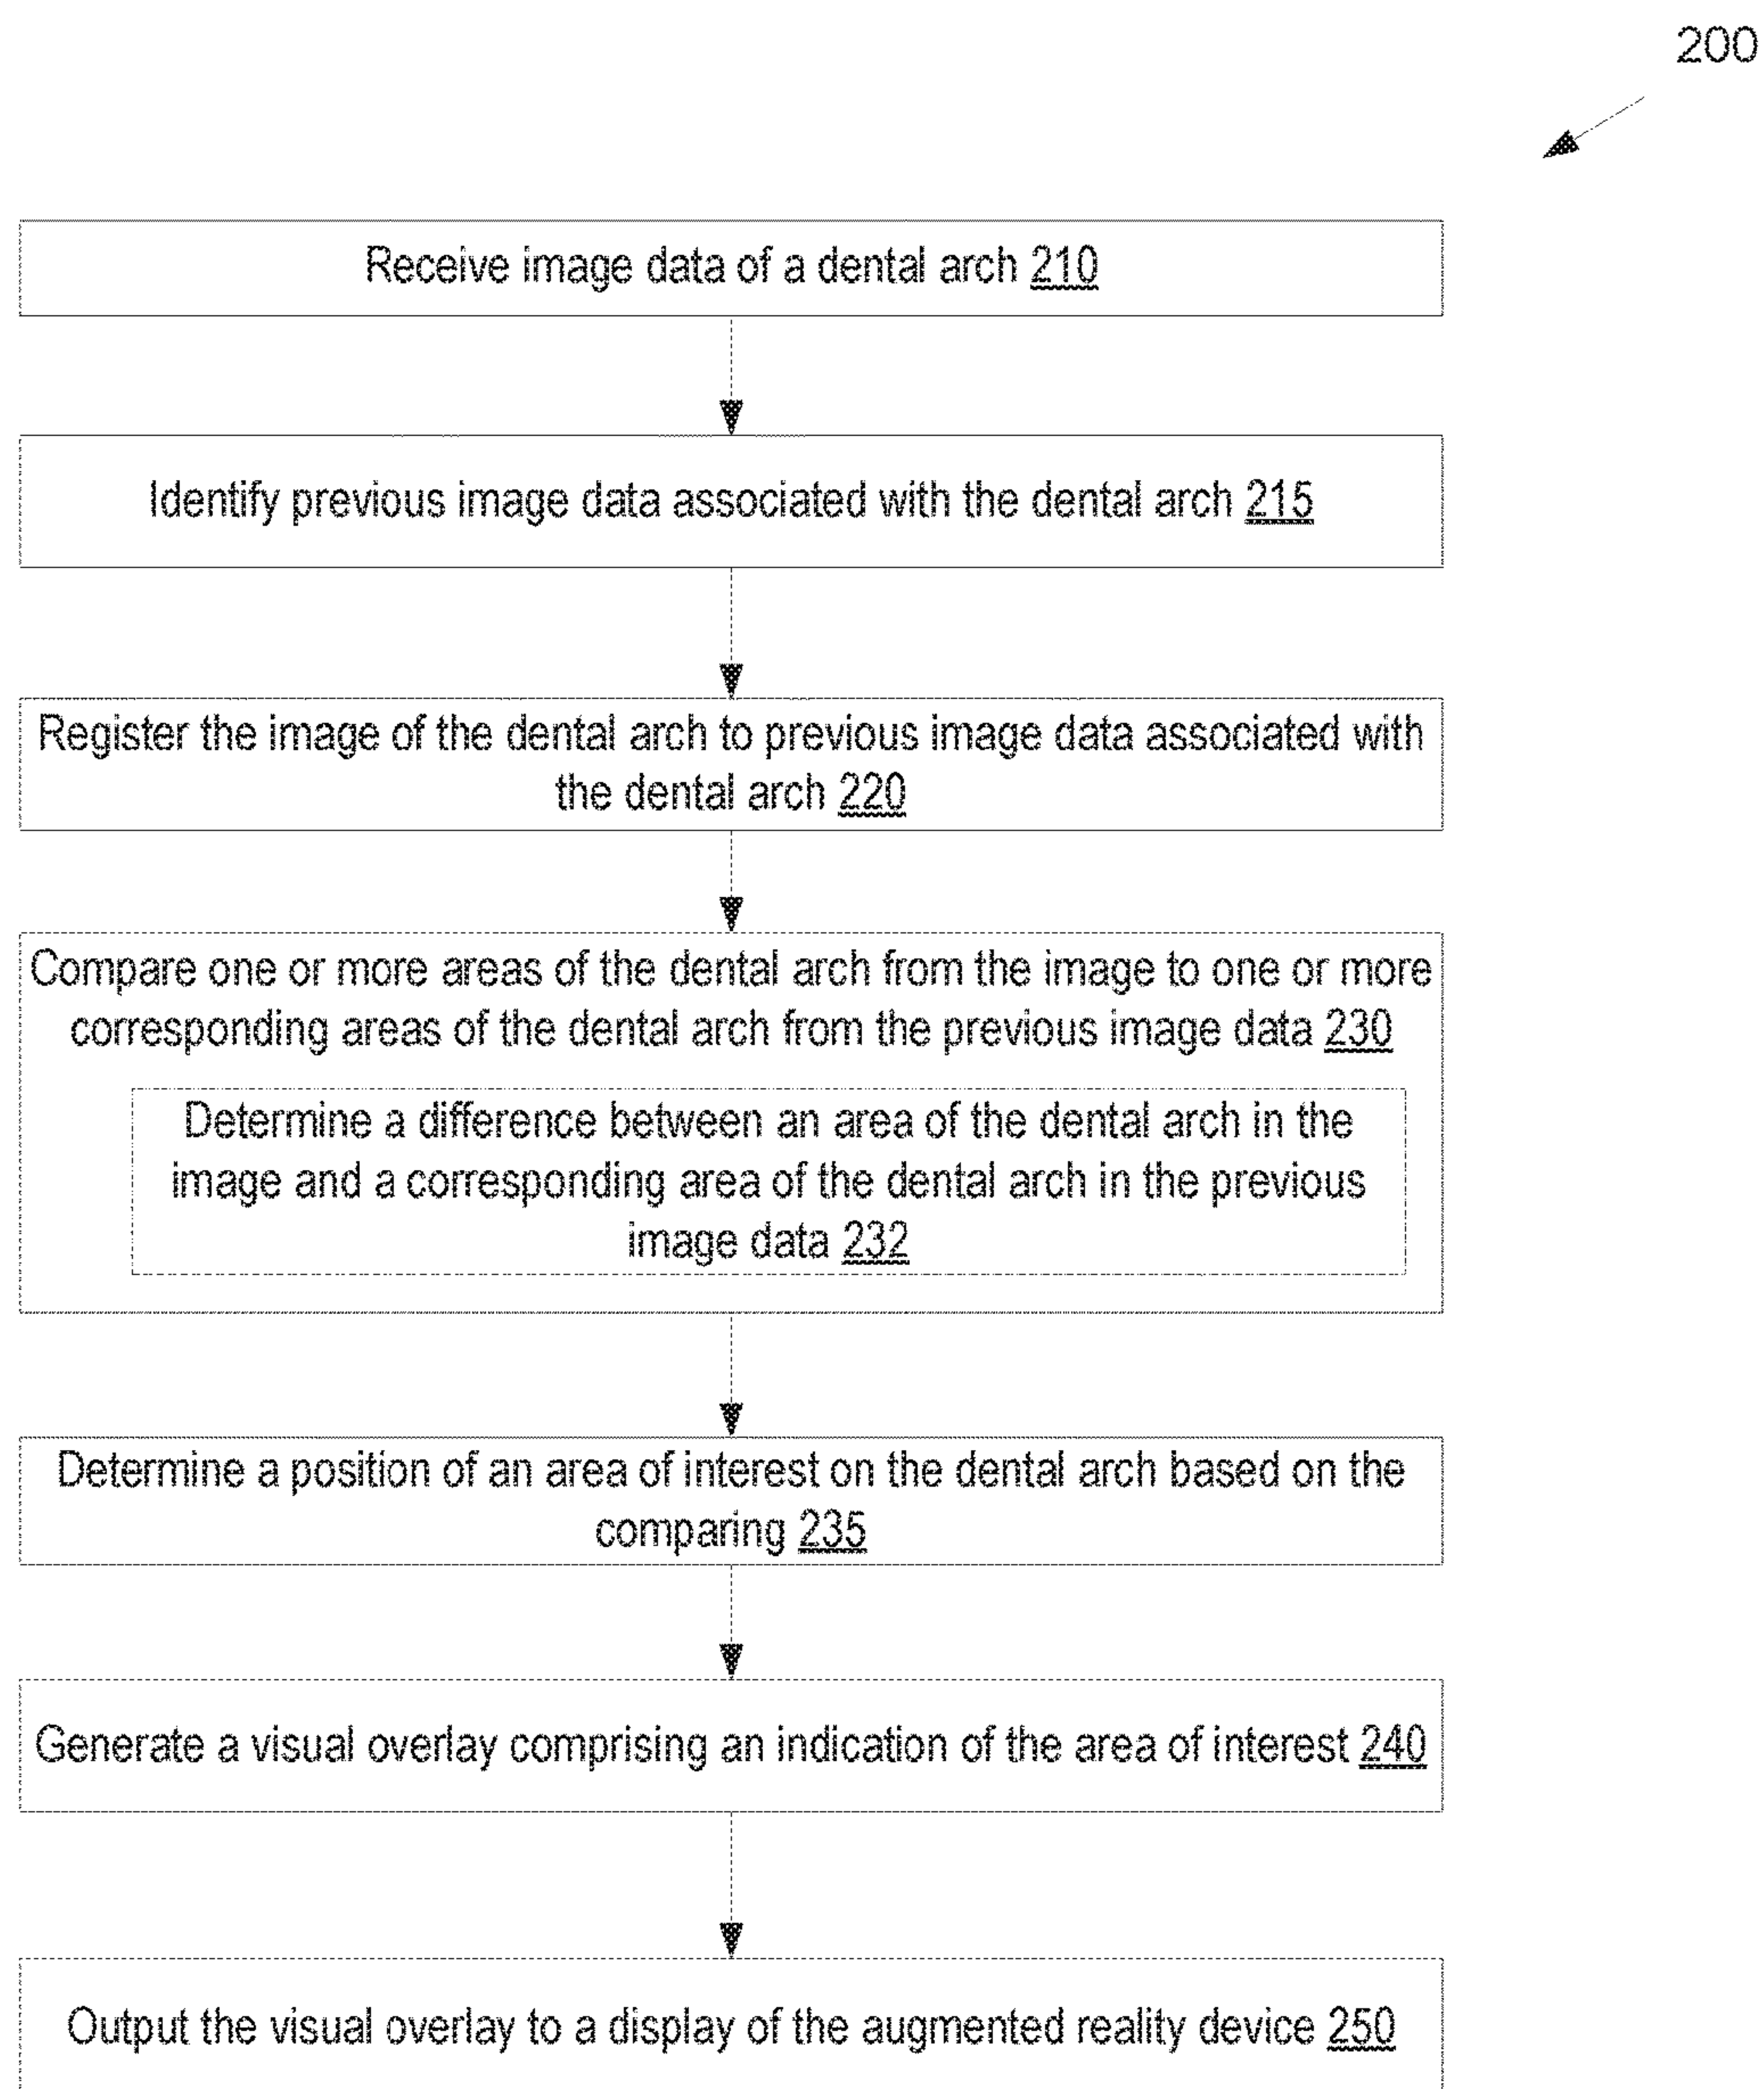 200
Receive image data of a dental arch 210
Identify previous image data associated with the dental arch 215
Register the image of the dental arch to previous image data associated with
the dental arch 220
Compare one or more areas of the dental arch from the image to one or more
corresponding areas of the dental arch from the previous image data 230
Determine a difference between an area of the dental arch in the
image and a corresponding area of the dental arch in the previous
image data 232
Determine a position of an area of interest on the dental arch based on the
comparing 235
Generate a visual overlay comprising an indication of the area of interest 240
Output the visual overlay to a display of the augmented reality device 250